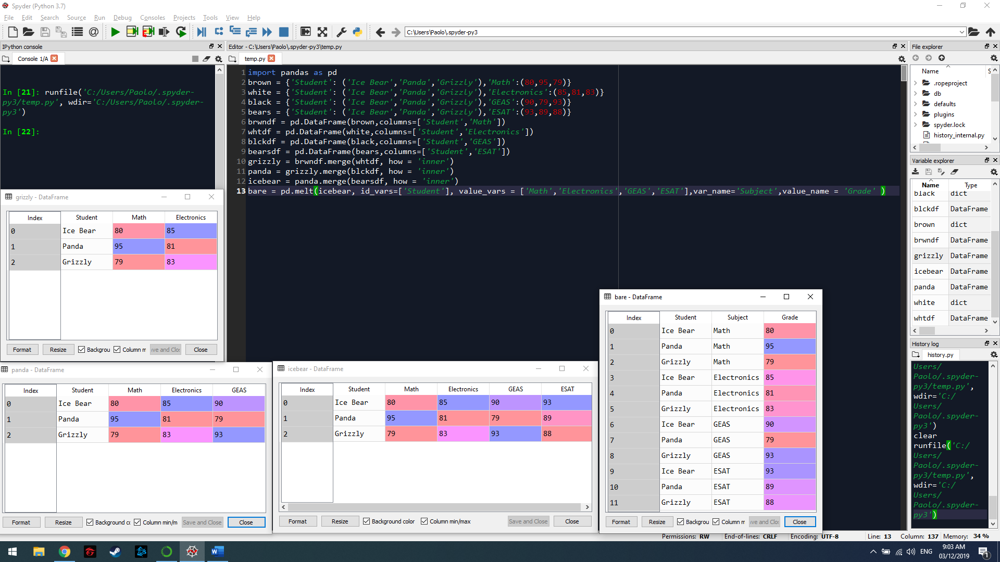 Spyder (Python 3.7)
File Edit Search Source Run Debug Consoles Projects Tools View Help
C:\Users\Paolo\.spyder-py3
IPython console
Console 1/A
In [21]: runfile('C:/Users/Paolo/.spyder-
py3/temp.py', wdir='C:/Users/Paolo/.spyder-
py3')
In [22]:
Editor - C:\Users\Paolo\.spyder-py3\temp.py
temp.py
1 import pandas as pd
2 brown = {'Student': ('Ice Bear','Panda','Grizzly'),'Math':(80,95,79)}
3 white = {'Student': ('Ice Bear','Panda','Grizzly'),'Electronics':(85,81,83)}
4 black = {'Student': ('Ice Bear','Panda','Grizzly'),'GEAS':(90,79,93)}
5 bears = {'Student': ('Ice Bear','Panda','Grizzly'),'ESAT':(93,89,88)}
6 brwndf = pd.DataFrame(brown,columns=['Student','Math'])
7 whtdf = pd.DataFrame(white,columns=['Student','Electronics'])
8 blckdf = pd.DataFrame(black,columns=['Student','GEAS'])
9 bearsdf = pd.DataFrame(bears,columns=['Student','ESAT'])
10 grizzly = brwndf.merge(whtdf, how = 'inner')
11 panda = grizzly.merge(blckdf, how = 'inner')
12 icebear = panda.merge(bearsdf, how = 'inner')
13 bare = pd.melt(icebear, id_vars=['Student'], value_vars = ['Math','Electronics','GEAS','ESAT'],var_name='Subject',value_name = 'Grade' )
File explorer
Name S
.ropeproject
db
defaults
plugins
spyder.lock
history_internal.py
Variable explorer
Name Type
black dict
blckdf DataFrame
brown dict
brwndf DataFrame
grizzly DataFrame
icebear DataFrame
panda DataFrame
white dict
whtdf DataFrame
History log
history.py
Users/
Paolo/.spyder-
py3/temp.py',
wdir='C:/
Users/
Paolo/.spyder-
py3')
clear
runfile('C:/
Users/
Paolo/.spyder-
py3/temp.py',
wdir='C:/
Users/
Paolo/.spyder-
py3')
grizzly - DataFrame
Index Student Math Electronics
0 Ice Bear 80 85
1 Panda 95 81
2 Grizzly 79 83
Format Resize Backgrou Column m ive and Clo Close
panda - DataFrame
Index Student Math Electronics GEAS
0 Ice Bear 80 85 90
1 Panda 95 81 79
2 Grizzly 79 83 93
Format Resize Background co Column min/m Save and Close Close
icebear - DataFrame
Index Student Math Electronics GEAS ESAT
0 Ice Bear 80 85 90 93
1 Panda 95 81 79 89
2 Grizzly 79 83 93 88
Format Resize Background color Column min/max Save and Close Close
bare - DataFrame
Index Student Subject Grade
0 Ice Bear Math 80
1 Panda Math 95
2 Grizzly Math 79
3 Ice Bear Electronics 85
4 Panda Electronics 81
5 Grizzly Electronics 83
6 Ice Bear GEAS 90
7 Panda GEAS 79
8 Grizzly GEAS 93
9 Ice Bear ESAT 93
10 Panda ESAT 89
11 Grizzly ESAT 88
Format Resize Backgrou Column m ive and Clo Close
Permissions: RW End-of-lines: CRLF Encoding: UTF-8 Line: 13 Column: 137 Memory: 34 %
ENG
9:03 AM
03/12/2019
1